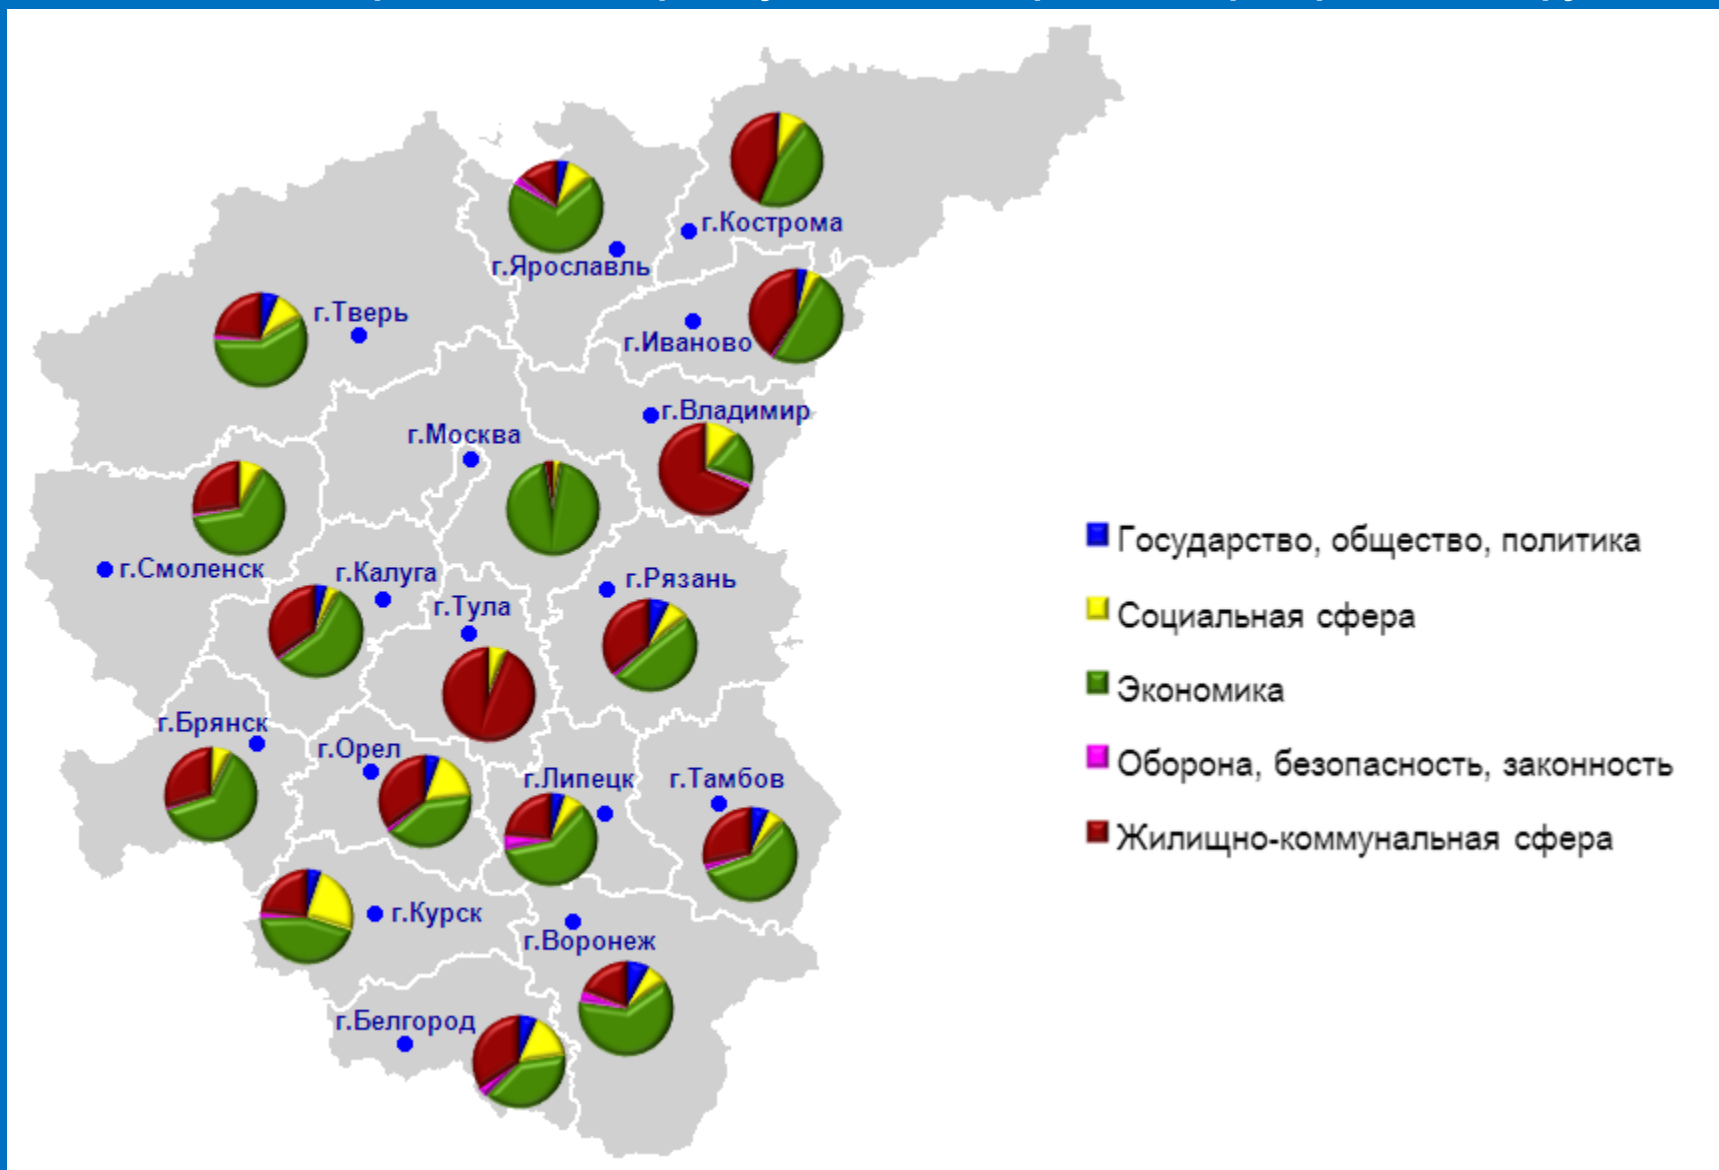 г.Кострома
г.Ярославль
г.Тверь
г.Иваново
г.Владимир
г.Москва
г.Смоленск
г.Калуга
г.Рязань
г.Тула
г.Брянск
г.Орел
г.Липецк
г.Тамбов
г.Курск
г.Воронеж
г.Белгород
Государство, общество, политика
Социальная сфера
Экономика
Оборона, безопасность, законность
Жилищно-коммунальная сфера